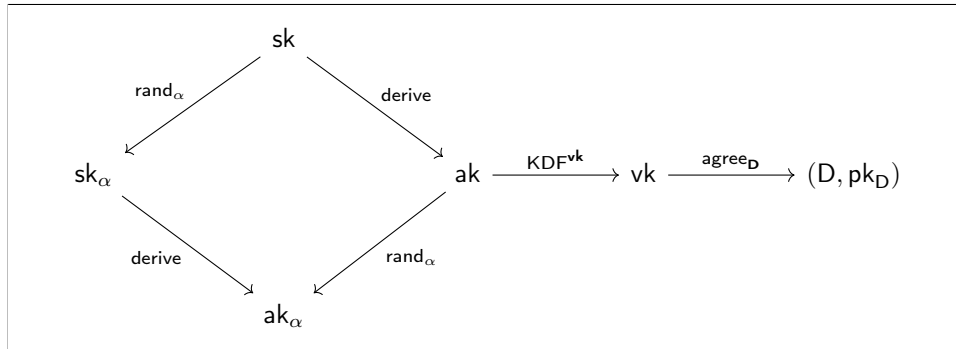 sk
rand_α derive
sk_α ak KDF^vk vk agree_D (D, pk_D)
derive rand_α
ak_α